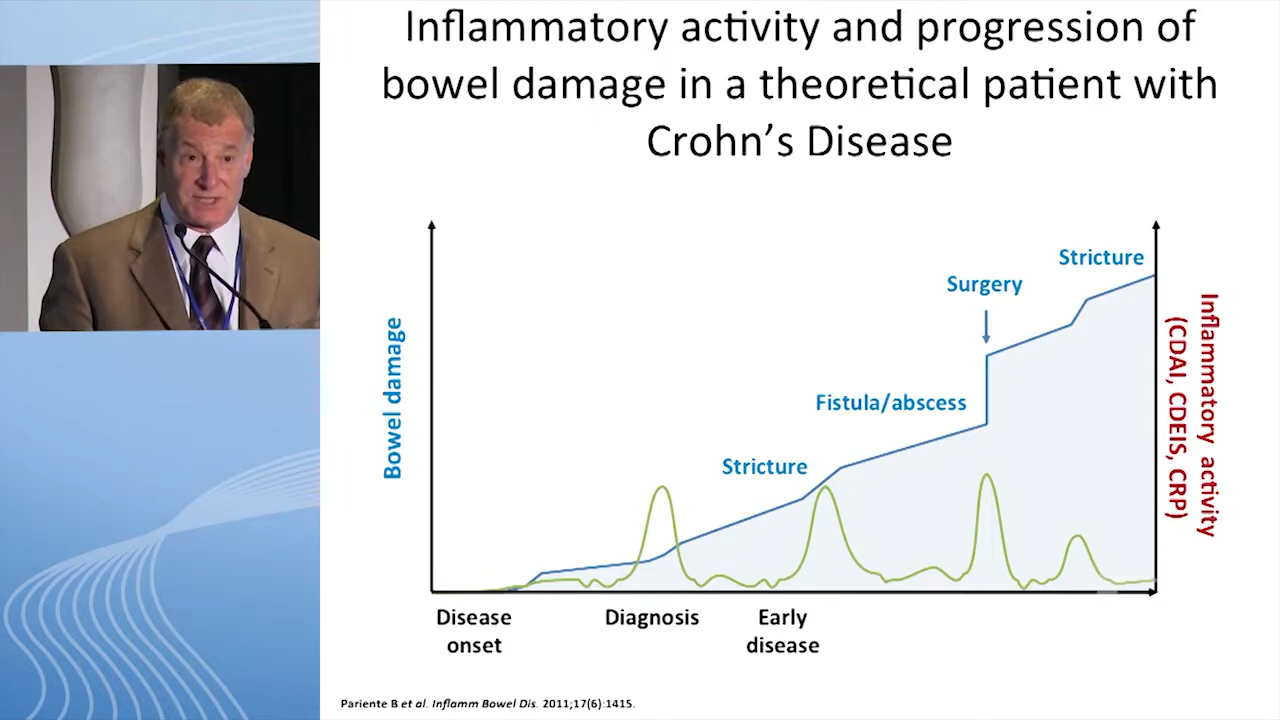 Inflammatory activity and progression of
bowel damage in a theoretical patient with
Crohn's Disease
Stricture
Surgery
Fistula/abscess
Stricture
Bowel damage
Inflammatory activity
(CDAI, CDEIS, CRP)
Disease
onset
Diagnosis
Early
disease
Pariente B et al. Inflamm Bowel Dis. 2011;17(6):1415.